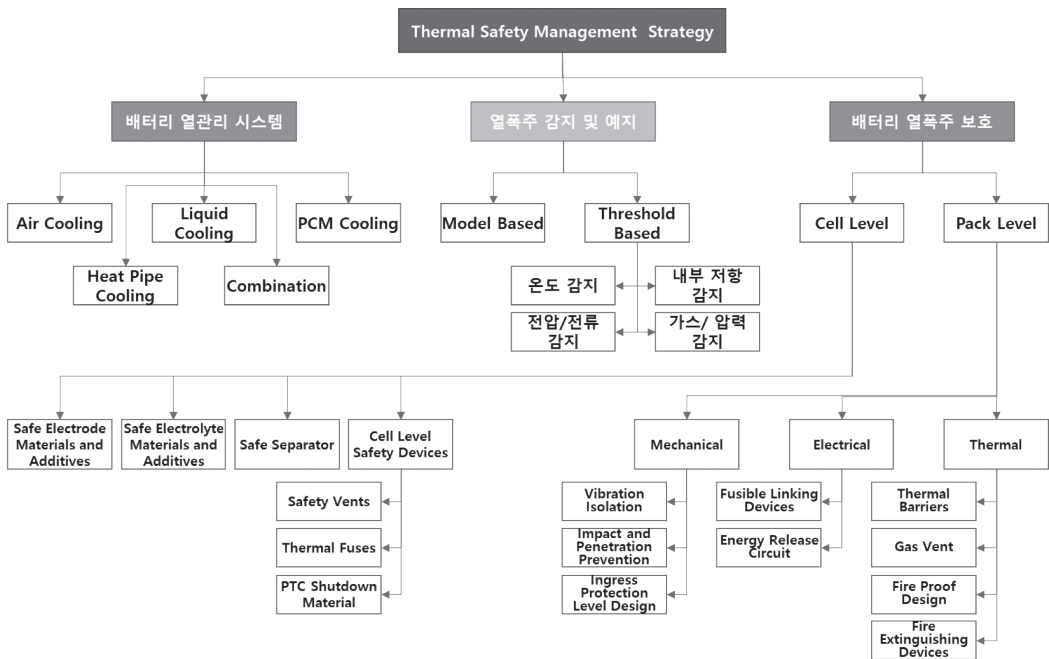 Thermal Safety Management Strategy
배터리 열관리 시스템
열폭주 감지 및 예지
배터리 열폭주 보호
Air Cooling
Liquid
Cooling
PCM Cooling
Heat Pipe
Cooling
Combination
Model Based
Threshold
Based
온도 감지
내부 저항
감지
전압/전류
감지
가스/ 압력
감지
Cell Level
Pack Level
Safe Electrode
Materials and
Additives
Safe Electrolyte
Materials and
Additives
Safe Separator
Cell Level
Safety Devices
Safety Vents
Thermal Fuses
PTC Shutdown
Material
Mechanical
Vibration
Isolation
Impact and
Penetration
Prevention
Ingress
Protection
Level Design
Electrical
Fusible Linking
Devices
Energy Release
Circuit
Thermal
Thermal
Barriers
Gas Vent
Fire Proof
Design
Fire
Extinguishing
Devices